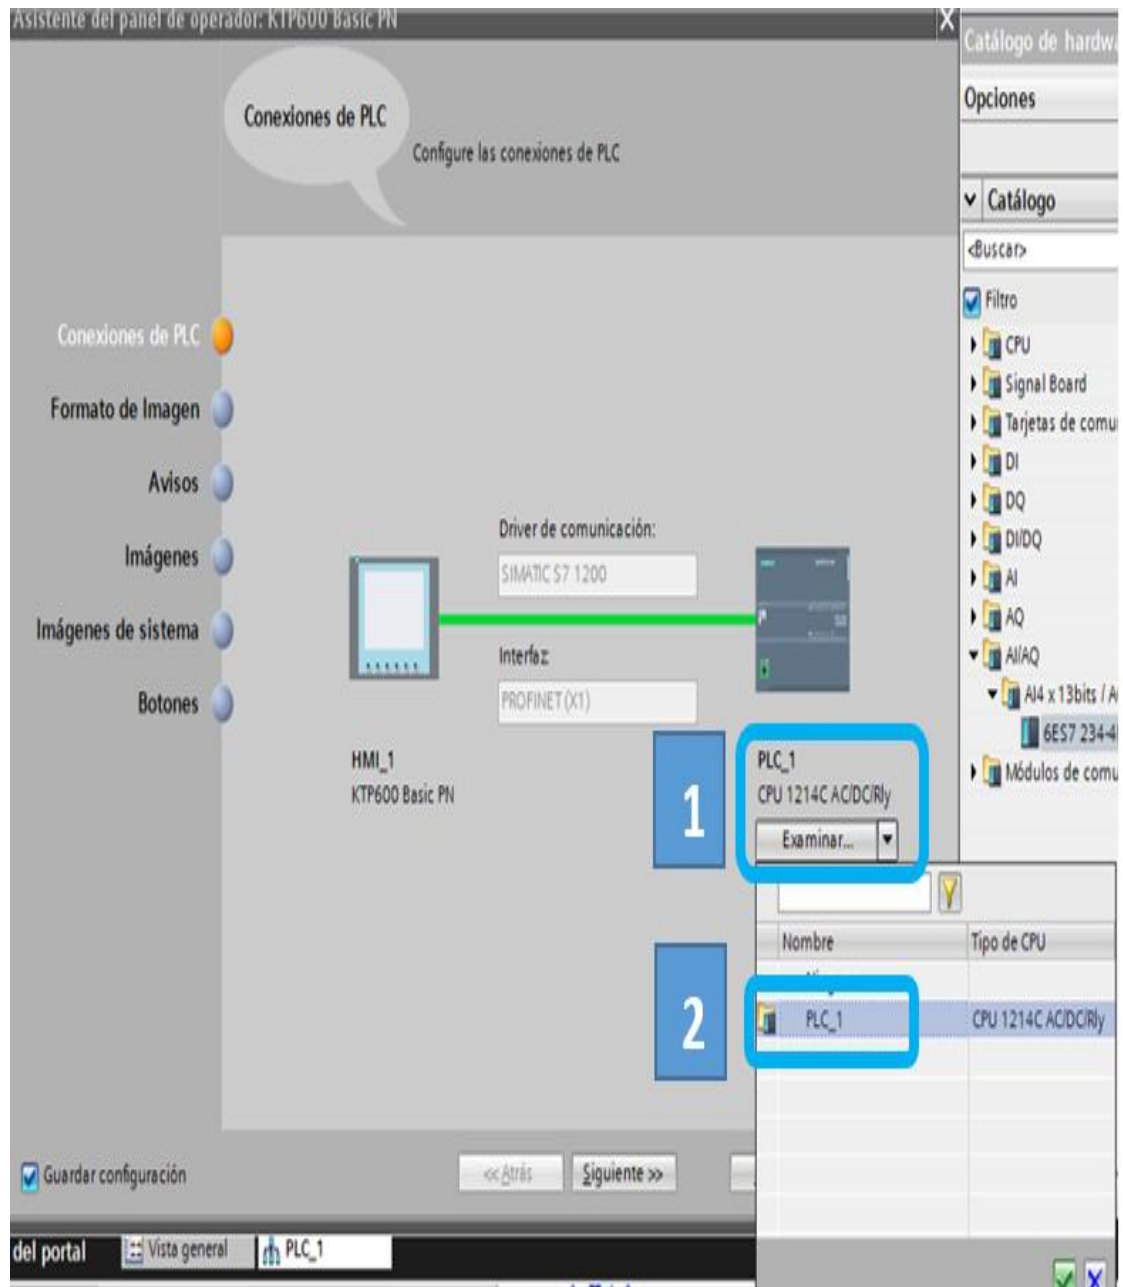 Asistente del panel de operador: KTP600 Basic PN
X
Catálogo de hardwa
Opciones
Conexiones de PLC
Configure las conexiones de PLC
Catálogo
<Buscar>
Filtro
CPU
Signal Board
Tarjetas de comu
DI
DQ
DI/DQ
AI
AQ
AI/AQ
AI4 x 13bits / A
6ES7 234-4
Módulos de comu
Conexiones de PLC
Formato de Imagen
Avisos
Imágenes
Imágenes de sistema
Botones
Driver de comunicación:
SIMATIC S7 1200
Interfaz:
PROFINET (X1)
HMI_1
KTP600 Basic PN
1
PLC_1
CPU 1214C AC/DC/Rly
Examinar...
Nombre
Tipo de CPU
2
PLC_1
CPU 1214C AC/DC/Rly
Guardar configuración
<< Atrás
Siguiente >>
del portal
Vista general
PLC_1